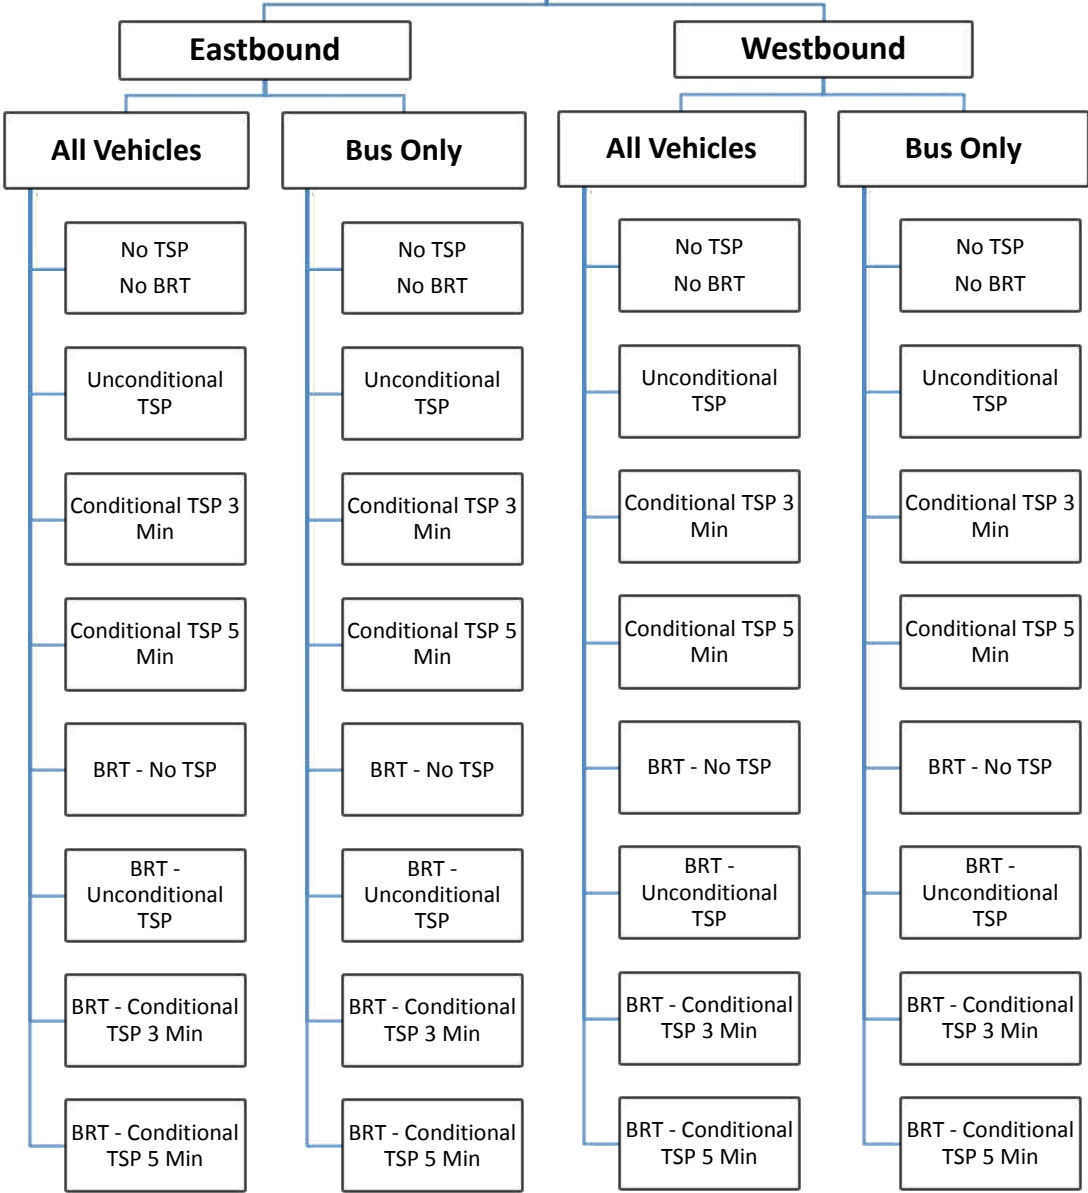 Eastbound
Westbound
All Vehicles
Bus Only
All Vehicles
Bus Only
No TSP
No BRT
No TSP
No BRT
No TSP
No BRT
No TSP
No BRT
Unconditional
TSP
Unconditional
TSP
Unconditional
TSP
Unconditional
TSP
Conditional TSP 3
Min
Conditional TSP 3
Min
Conditional TSP 3
Min
Conditional TSP 3
Min
Conditional TSP 5
Min
Conditional TSP 5
Min
Conditional TSP 5
Min
Conditional TSP 5
Min
BRT - No TSP
BRT - No TSP
BRT - No TSP
BRT - No TSP
BRT -
Unconditional
TSP
BRT -
Unconditional
TSP
BRT -
Unconditional
TSP
BRT -
Unconditional
TSP
BRT - Conditional
TSP 3 Min
BRT - Conditional
TSP 3 Min
BRT - Conditional
TSP 3 Min
BRT - Conditional
TSP 3 Min
BRT - Conditional
TSP 5 Min
BRT - Conditional
TSP 5 Min
BRT - Conditional
TSP 5 Min
BRT - Conditional
TSP 5 Min